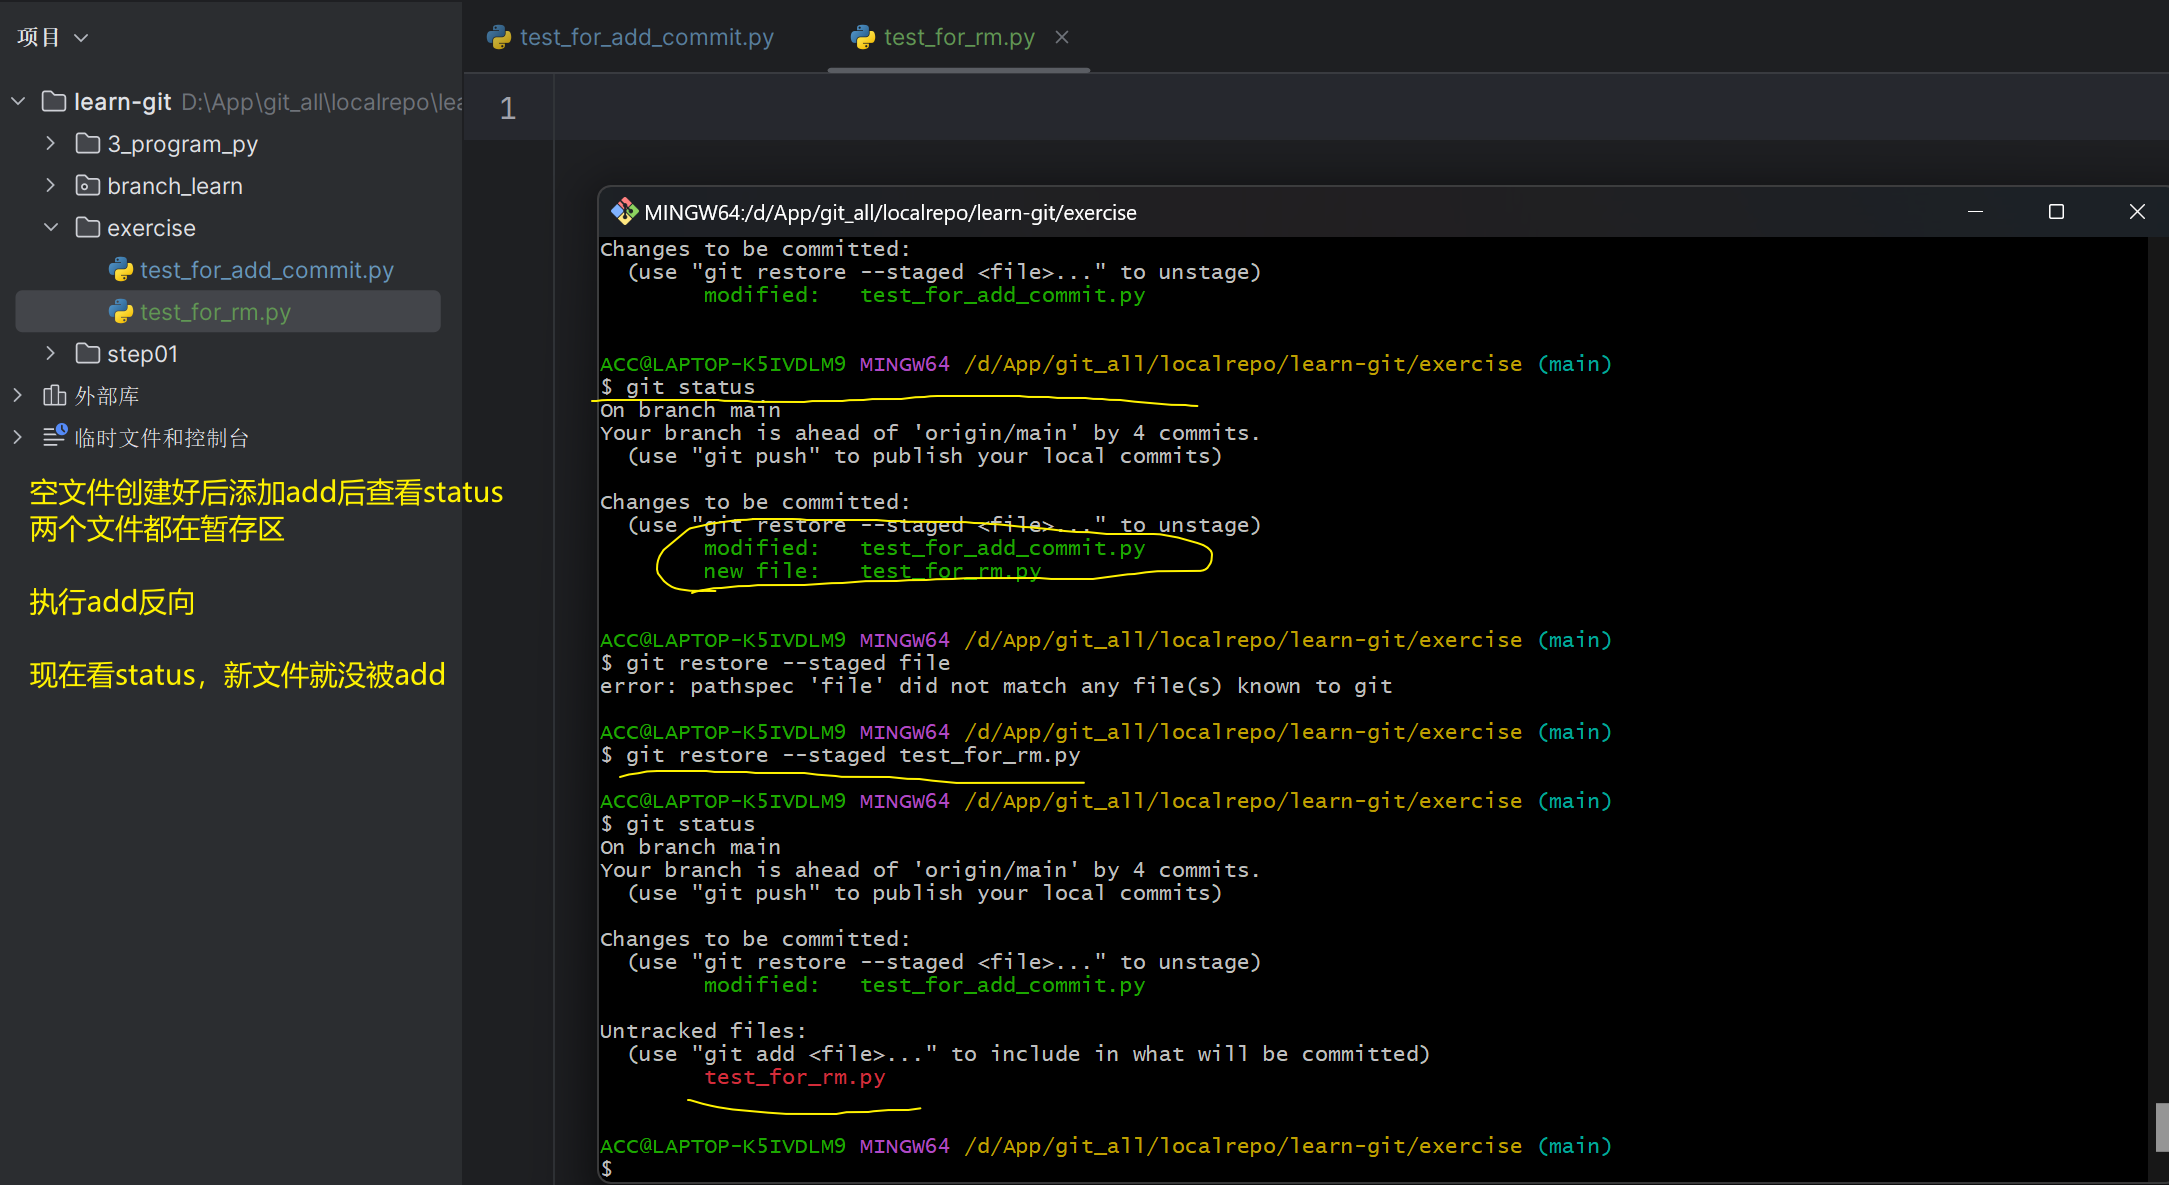 项目
test_for_add_commit.py
test_for_rm.py
learn-git D:\App\git_all\localrepo\lea
3_program_py
branch_learn
exercise
test_for_add_commit.py
test_for_rm.py
step01
外部库
临时文件和控制台
空文件创建好后添加add后查看status
两个文件都在暂存区
执行add反向
现在看status，新文件就没被add
1
MINGW64:/d/App/git_all/localrepo/learn-git/exercise
Changes to be committed:
(use "git restore --staged <file>..." to unstage)
modified:   test_for_add_commit.py
ACC@LAPTOP-K5IVDLM9 MINGW64 /d/App/git_all/localrepo/learn-git/exercise (main)
$ git status
On branch main
Your branch is ahead of 'origin/main' by 4 commits.
(use "git push" to publish your local commits)
Changes to be committed:
(use "git restore --staged <file>..." to unstage)
modified:   test_for_add_commit.py
new file:   test_for_rm.py
ACC@LAPTOP-K5IVDLM9 MINGW64 /d/App/git_all/localrepo/learn-git/exercise (main)
$ git restore --staged file
error: pathspec 'file' did not match any file(s) known to git
ACC@LAPTOP-K5IVDLM9 MINGW64 /d/App/git_all/localrepo/learn-git/exercise (main)
$ git restore --staged test_for_rm.py
ACC@LAPTOP-K5IVDLM9 MINGW64 /d/App/git_all/localrepo/learn-git/exercise (main)
$ git status
On branch main
Your branch is ahead of 'origin/main' by 4 commits.
(use "git push" to publish your local commits)
Changes to be committed:
(use "git restore --staged <file>..." to unstage)
modified:   test_for_add_commit.py
Untracked files:
(use "git add <file>..." to include in what will be committed)
test_for_rm.py
ACC@LAPTOP-K5IVDLM9 MINGW64 /d/App/git_all/localrepo/learn-git/exercise (main)
$